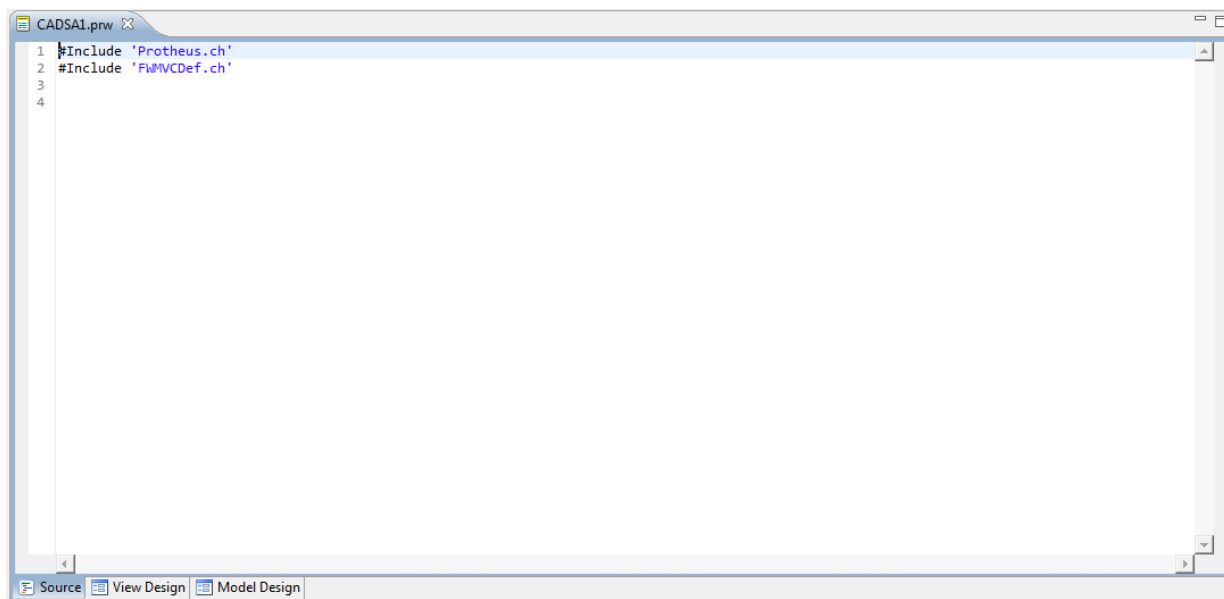 CADSA1.prw
1 #Include 'Protheus.ch'
2 #Include 'FWMVCDef.ch'
3
4
Source View Design Model Design